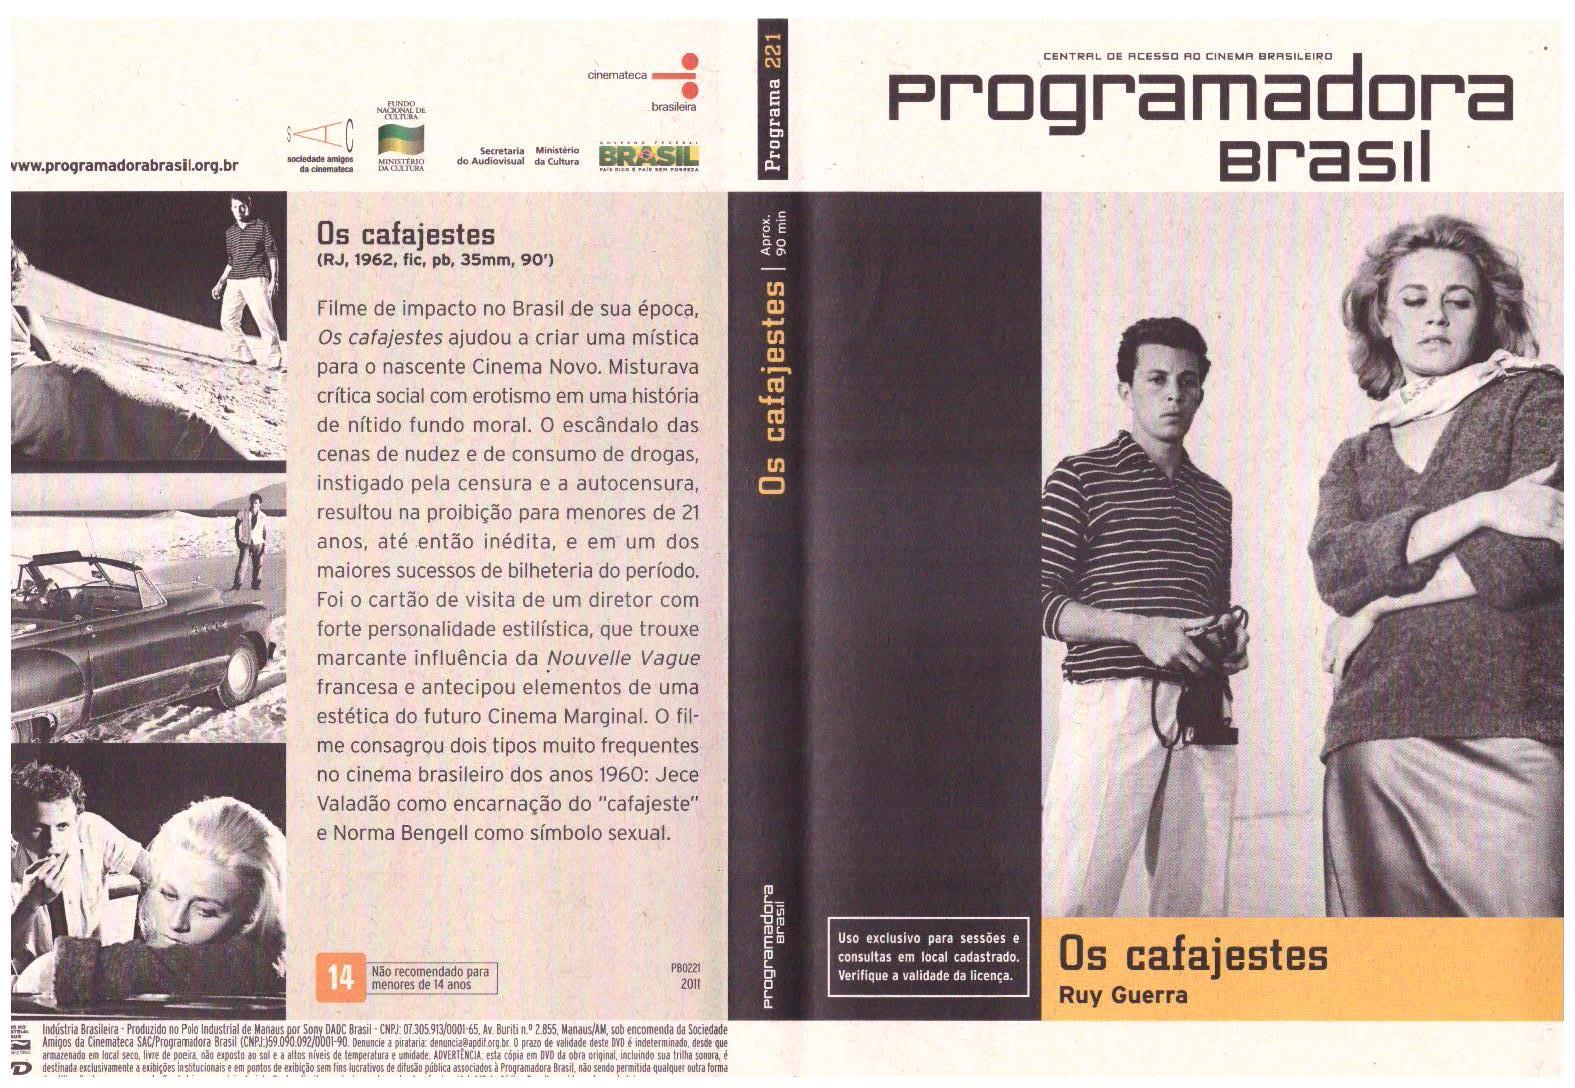 www.programadorabrasil.org.br
SAC
sociedade amigos
da cinemateca
FUNDO
NACIONAL DE
CULTURA
MINISTÉRIO
DA CULTURA
Secretaria
do Audiovisual
Ministério
da Cultura
cinemateca
brasileira
GOVERNO FEDERAL
BRASIL
PAÍS RICO É PAÍS SEM POBREZA
Os cafajestes
(RJ, 1962, fic, pb, 35mm, 90')
Filme de impacto no Brasil de sua época,
Os cafajestes ajudou a criar uma mística
para o nascente Cinema Novo. Misturava
crítica social com erotismo em uma história
de nítido fundo moral. O escândalo das
cenas de nudez e de consumo de drogas,
instigado pela censura e a autocensura,
resultou na proibição para menores de 21
anos, até então inédita, e em um dos
maiores sucessos de bilheteria do período.
Foi o cartão de visita de um diretor com
forte personalidade estilística, que trouxe
marcante influência da Nouvelle Vague
francesa e antecipou elementos de uma
estética do futuro Cinema Marginal. O fil-
me consagrou dois tipos muito frequentes
no cinema brasileiro dos anos 1960: Jece
Valadão como encarnação do "cafajeste"
e Norma Bengell como símbolo sexual.
14
Não recomendado para
menores de 14 anos
PB0221
2011
Indústria Brasileira - Produzido no Polo Industrial de Manaus por Sony DADC Brasil - CNPJ: 07.305.913/0001-65, Av. Buriti n.º 2.855, Manaus/AM, sob encomenda da Sociedade
Amigos da Cinemateca SAC/Programadora Brasil (CNPJ:)59.090.092/0001-90. Denuncie a pirataria: denuncia@apdif.org.br. O prazo de validade deste DVD é indeterminado, desde que
armazenado em local seco, livre de poeira, não exposto ao sol e a altos níveis de temperatura e umidade. ADVERTÊNCIA: esta cópia em DVD da obra original, incluindo sua trilha sonora, é
destinada exclusivamente a exibições institucionais e em pontos de exibição sem fins lucrativos de difusão pública associados à Programadora Brasil, não sendo permitida qualquer outra forma
Programa 221
Os cafajestes
Aprox.
90 min
programadora
Brasil
CENTRAL DE ACESSO AO CINEMA BRASILEIRO
programadora
Brasil
Uso exclusivo para sessões e
consultas em local cadastrado.
Verifique a validade da licença.
Os cafajestes
Ruy Guerra